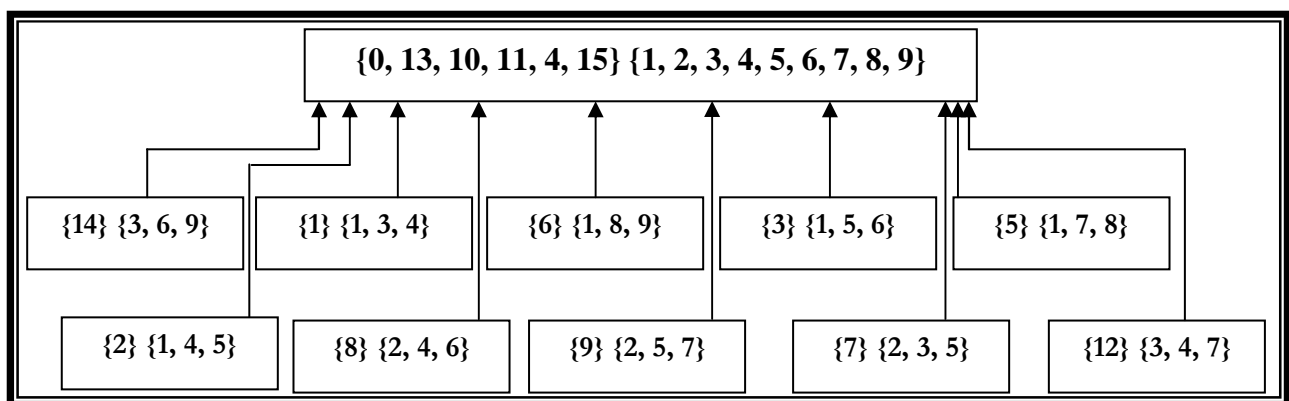 {0, 13, 10, 11, 4, 15} {1, 2, 3, 4, 5, 6, 7, 8, 9}
{14} {3, 6, 9}
{1} {1, 3, 4}
{6} {1, 8, 9}
{3} {1, 5, 6}
{5} {1, 7, 8}
{2} {1, 4, 5}
{8} {2, 4, 6}
{9} {2, 5, 7}
{7} {2, 3, 5}
{12} {3, 4, 7}